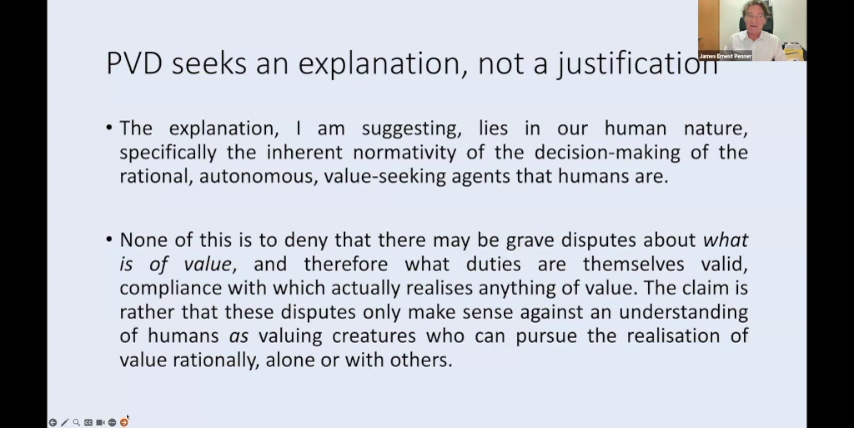 James Ernest Penner
PVD seeks an explanation, not a justification
• The explanation, I am suggesting, lies in our human nature,
specifically the inherent normativity of the decision-making of the
rational, autonomous, value-seeking agents that humans are.
• None of this is to deny that there may be grave disputes about what
is of value, and therefore what duties are themselves valid,
compliance with which actually realises anything of value. The claim is
rather that these disputes only make sense against an understanding
of humans as valuing creatures who can pursue the realisation of
value rationally, alone or with others.